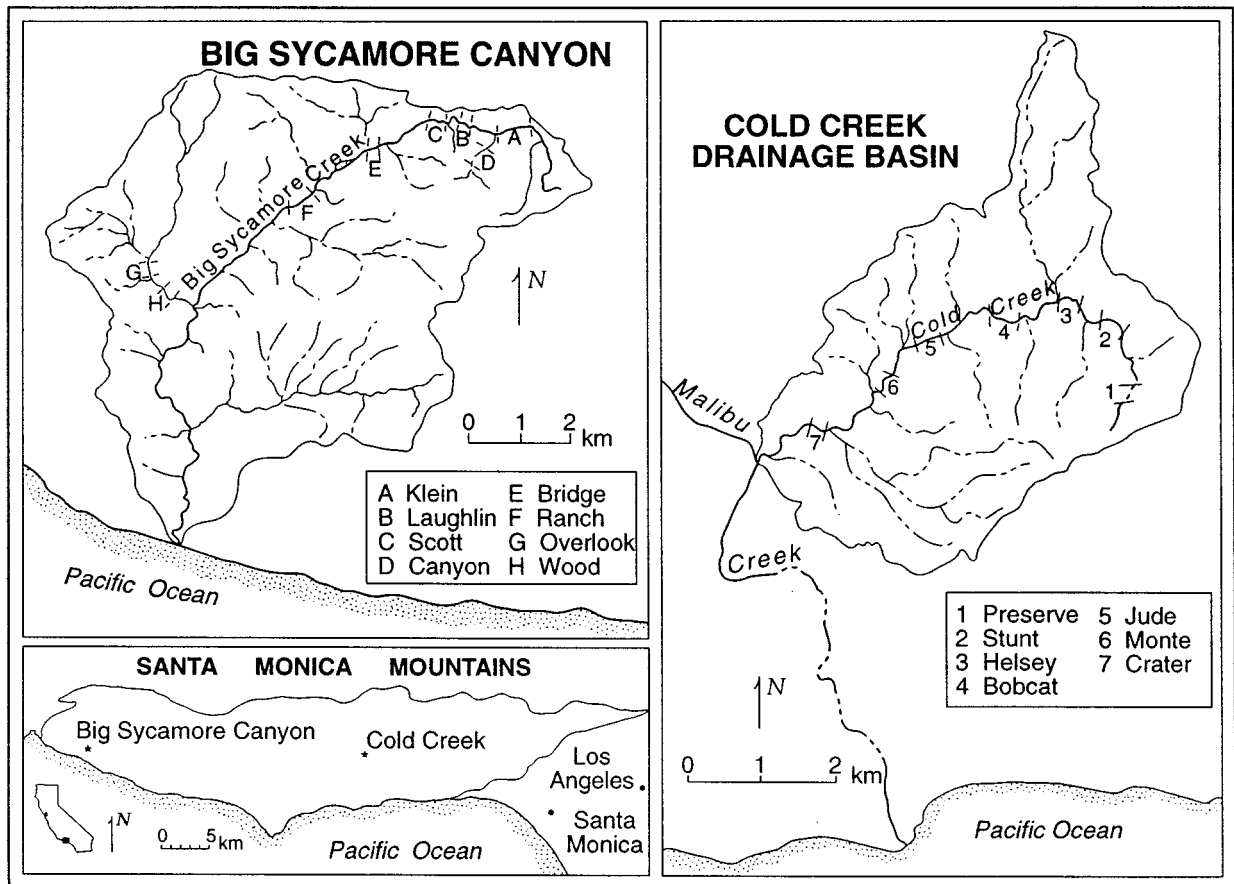 BIG SYCAMORE CANYON
C B A
D
E
F
Big Sycamore Creek
G
H
N
0 1 2
km
A Klein E Bridge
B Laughlin F Ranch
C Scott G Overlook
D Canyon H Wood
Pacific Ocean
SANTA MONICA MOUNTAINS
Big Sycamore Canyon
Cold Creek
Los
Angeles
Santa
Monica
N
0 5
km
Pacific Ocean
COLD CREEK
DRAINAGE BASIN
Cold Creek
3
4
2
5
6
1
7
Malibu
Creek
N
0 1 2
km
1 Preserve 5 Jude
2 Stunt 6 Monte
3 Helsey 7 Crater
4 Bobcat
Pacific Ocean